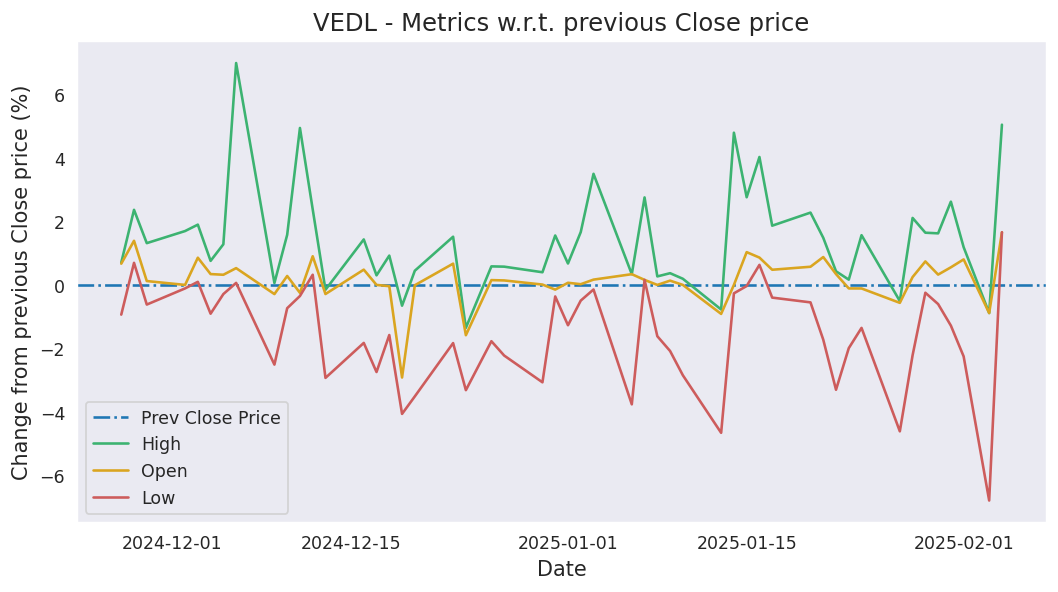 VEDL - Metrics w.r.t. previous Close price
Change from previous Close price (%)
6
4
2
0
−2
−4
−6
Prev Close Price
High
Open
Low
2024-12-01
2024-12-15
2025-01-01
2025-01-15
2025-02-01
Date